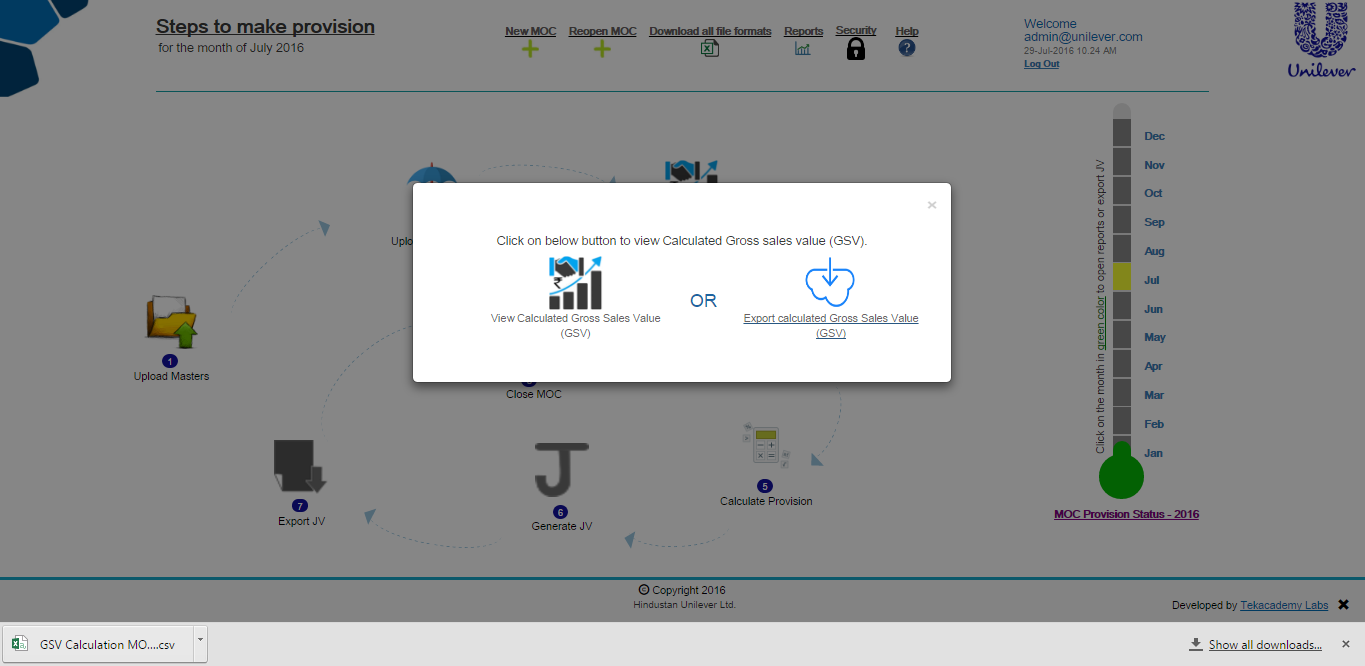 Steps to make provision
for the month of July 2016
New MOC
Reopen MOC
Download all file formats
Reports
Security
Help
?
Welcome
admin@unilever.com
29-Jul-2016 10:24 AM
Log Out
Unilever
Click on below button to view Calculated Gross sales value (GSV).
×
₹
View Calculated Gross Sales Value
(GSV)
OR
Export calculated Gross Sales Value
(GSV)
Uplo
1
Upload Masters
Close MOC
5
Calculate Provision
6
Generate JV
7
Export JV
Click on the month in green color to open reports or export JV
Dec
Nov
Oct
Sep
Aug
Jul
Jun
May
Apr
Mar
Feb
Jan
MOC Provision Status - 2016
© Copyright 2016
Hindustan Unilever Ltd.
Developed by Tekacademy Labs
GSV Calculation MO....csv
Show all downloads...